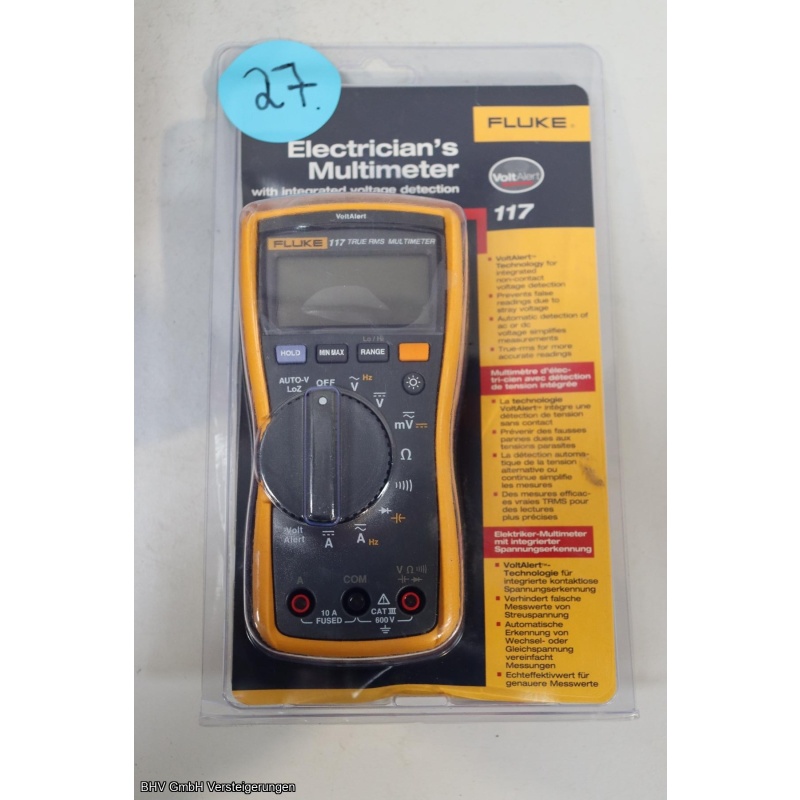 27.
FLUKE®
Electrician's
Multimeter
with integrated voltage detection
VoltAlert
117
VoltAlert
FLUKE 117 TRUE RMS MULTIMETER
Lo / Hi
HOLD MIN MAX RANGE
AUTO-V
LoZ
OFF
V Hz
V
mV
Ω
Volt
Alert
A
A Hz
A COM V Ω
10 A
FUSED
CAT III
600 V
VoltAlert™
Technology for
integrated
non-contact
voltage detection
Prevents false
readings due to
stray voltage
Automatic detection of
ac or dc
voltage simplifies
measurements
True-rms for more
accurate readings
Multimètre d'élec-
tri-cien avec détection
de tension intégrée
La technologie
VoltAlert™ intègre une
détection de tension
sans contact
Prévenir des fausses
pannes dues aux
tensions parasites
La détection automa-
tique de la tension
alternative ou
continue simplifie
les mesures
Des mesures efficac-
es vraies TRMS pour
des lectures
plus précises
Elektriker-Multimeter
mit integrierter
Spannungserkennung
VoltAlert™-
Technologie für
integrierte kontaktlose
Spannungserkennung
Verhindert falsche
Messwerte von
Streuspannung
Automatische
Erkennung von
Wechsel- oder
Gleichspannung
vereinfacht
Messungen
Echteffektivwert für
genauere Messwerte
BHV GmbH Versteigerungen